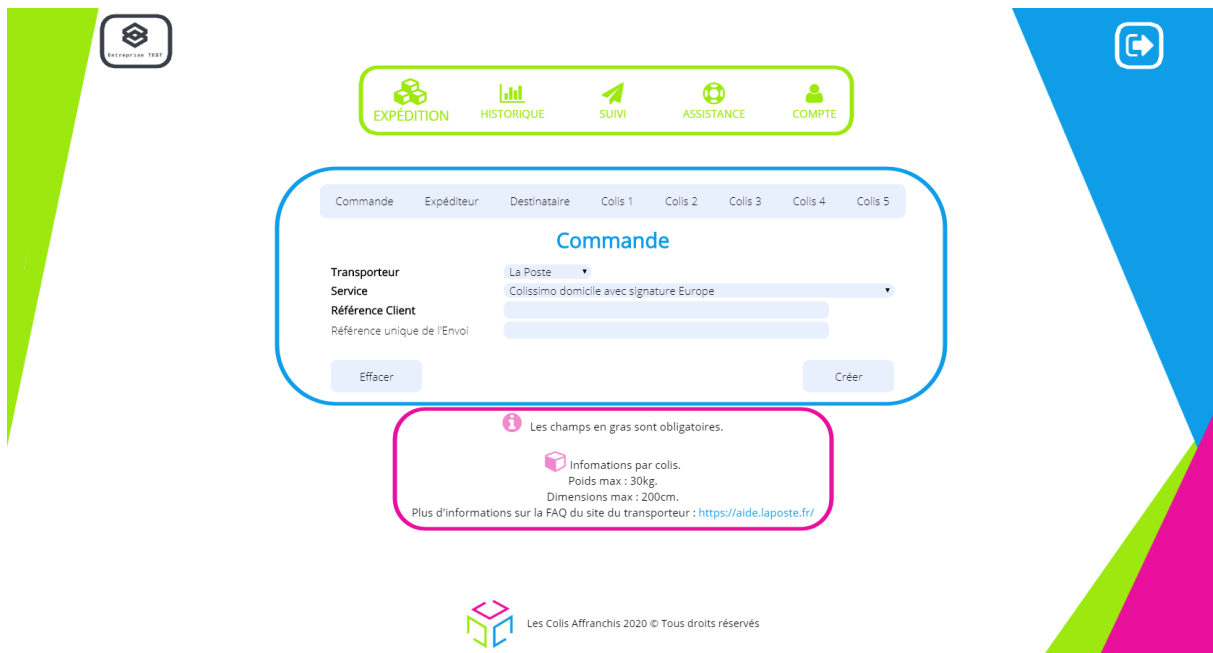 Entreprise TEST
EXPÉDITION HISTORIQUE SUIVI ASSISTANCE COMPTE
Commande Expéditeur Destinataire Colis 1 Colis 2 Colis 3 Colis 4 Colis 5
Commande
Transporteur La Poste
Service Colissimo domicile avec signature Europe
Référence Client
Référence unique de l'Envoi
Effacer Créer
Les champs en gras sont obligatoires.
Infomations par colis.
Poids max : 30kg.
Dimensions max : 200cm.
Plus d'informations sur la FAQ du site du transporteur : https://aide.laposte.fr/
Les Colis Affranchis 2020 © Tous droits réservés